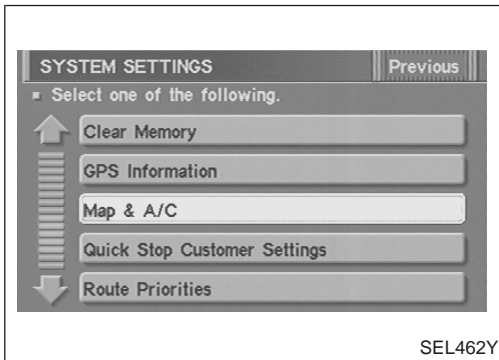 SYSTEM SETTINGS Previous
Select one of the following.
Clear Memory
GPS Information
Map & A/C
Quick Stop Customer Settings
Route Priorities
SEL462Y